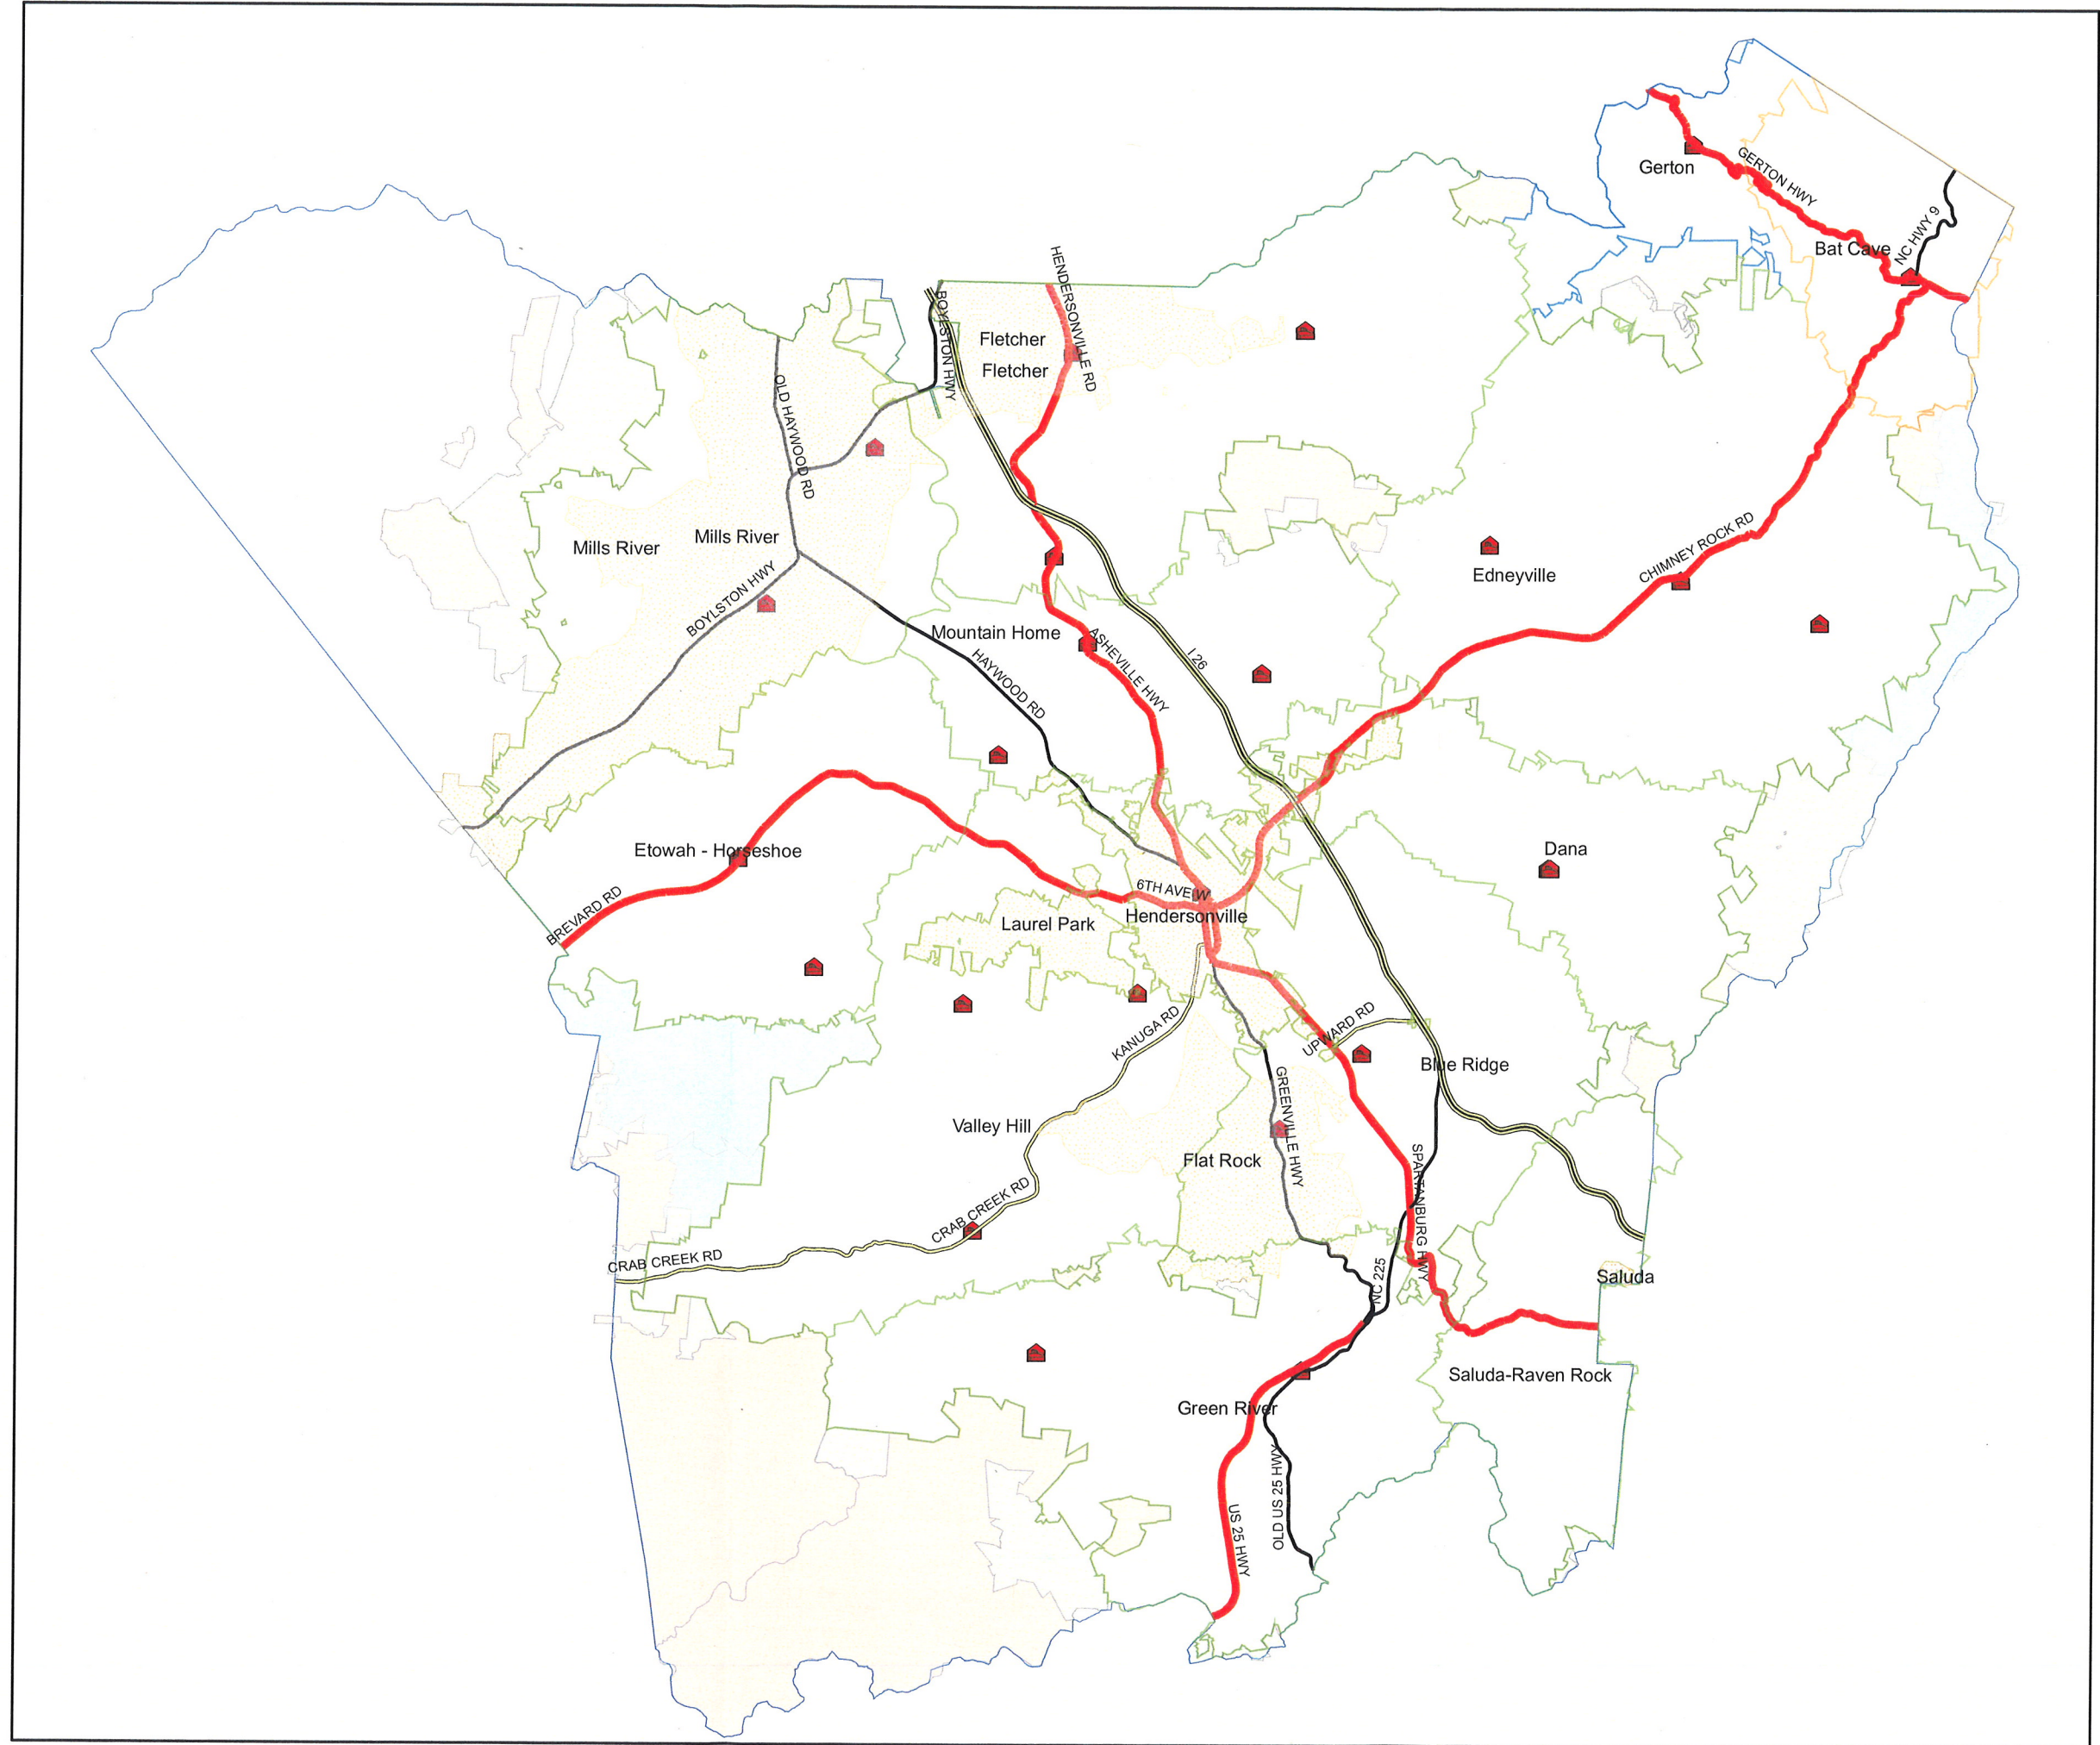 Gerton
GERTON HWY
NC HWY 9
Bat Cave
HENDERSONVILLE RD
BOYLSTON HWY
Fletcher
Fletcher
OLD HAYWOOD RD
Mills River
Mills River
CHIMNEY ROCK RD
Edneyville
BOYLSTON HWY
Mountain Home
ASHEVILLE HWY
I 26
HAYWOOD RD
Etowah - Horseshoe
Dana
BREVARD RD
6TH AVE W
Hendersonville
Laurel Park
KANUGA RD
UPWARD RD
Blue Ridge
GREENVILLE HWY
Valley Hill
Flat Rock
SPARTANBURG HWY
CRAB CREEK RD
CRAB CREEK RD
NC 225
Saluda
Saluda-Raven Rock
Green River
US 25 HWY
OLD US 25 HWY